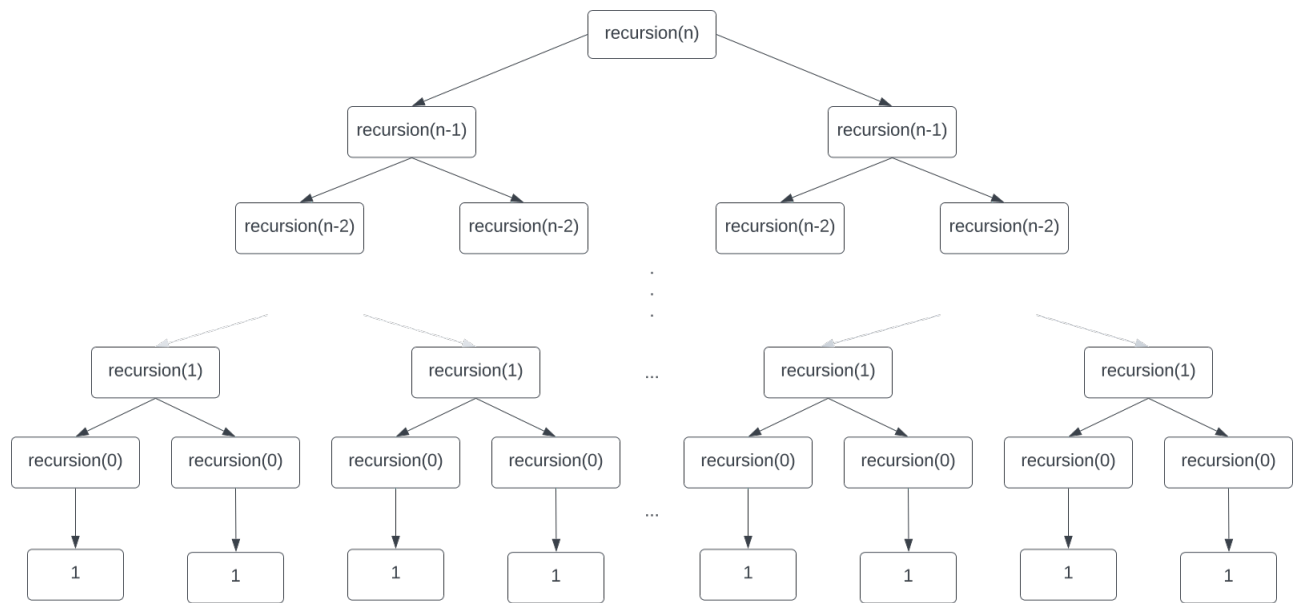 recursion(n)
recursion(n-1)
recursion(n-1)
recursion(n-2)
recursion(n-2)
recursion(n-2)
recursion(n-2)
.
.
.
recursion(1)
recursion(1)
...
recursion(1)
recursion(1)
recursion(0)
recursion(0)
recursion(0)
recursion(0)
recursion(0)
recursion(0)
recursion(0)
recursion(0)
...
1
1
1
1
1
1
1
1